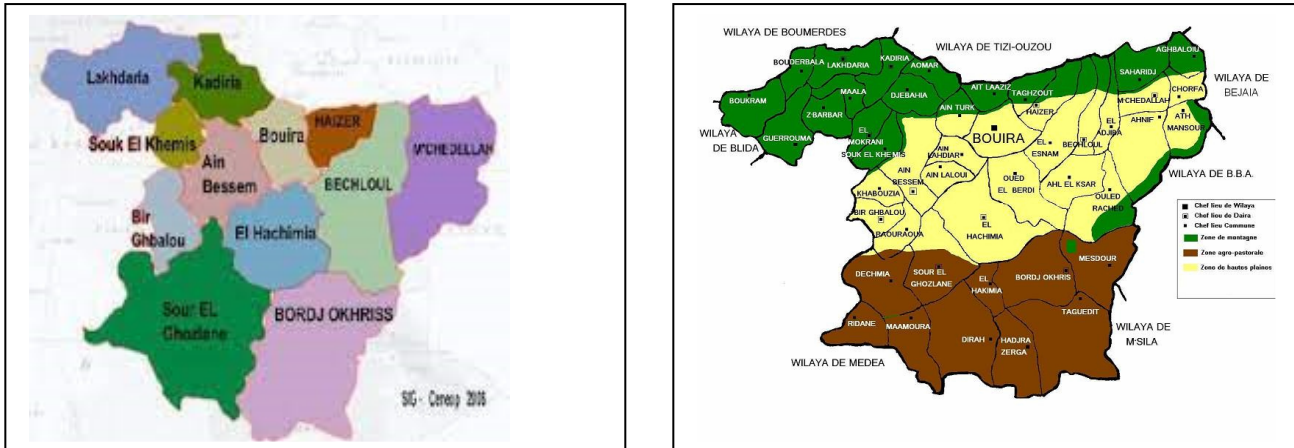 Lakhdaria
Kadiria
Souk El Khemis
Bouira
HAIZER
M'CHEDELLAH
Ain
Bessem
BECHLOUL
Bir
Ghbalou
El Hachimia
Sour EL
Ghozlane
BORDJ OKHRISS
WILAYA DE BOUMERDES
WILAYA DE TIZI-OUZOU
AGHBALOU
BOUDERBALA
LAKHDARIA
KADIRIA
AOMAR
SAHARIDJ
WILAYA DE
BEJAIA
BOUKRAM
MAALA
Z'BARBAR
DJEBAHIA
AIT LAAZIZ
TAGHZOUT
M'CHEDALLAH
CHORFA
AIN TURK
HAIZER
AHNIF
ATH
MANSOUR
WILAYA
DE BLIDA
GUERROUMA
EL
MOKRANI
SOUK EL KHEMIS
BOUIRA
EL
ADJIBA
BECHLOUL
EL
ESNAM
AIN
LAHDJAR
AIN LALOUI
AIN
BESSEM
WILAYA DE B.B.A.
KHABOUZIA
OUED
EL BERDI
AHL EL KSAR
OULED
RACHED
BIR GHBALOU
RAOURAOUA
EL
HACHIMIA
DECHMIA
SOUR EL
GHOZLANE
EL
HAKIMIA
BORDJ OKHRIS
MESDOUR
TAGUEDIT
RIDANE
MAAMOURA
DIRAH
HADJRA
ZERGA
WILAYA DE MEDEA
WILAYA DE
M'SILA
Chef lieu de Wilaya
Chef lieu de Daira
Chef lieu Commune
Zone de montagne
Zone agro-pastorale
Zone de hautes plaines